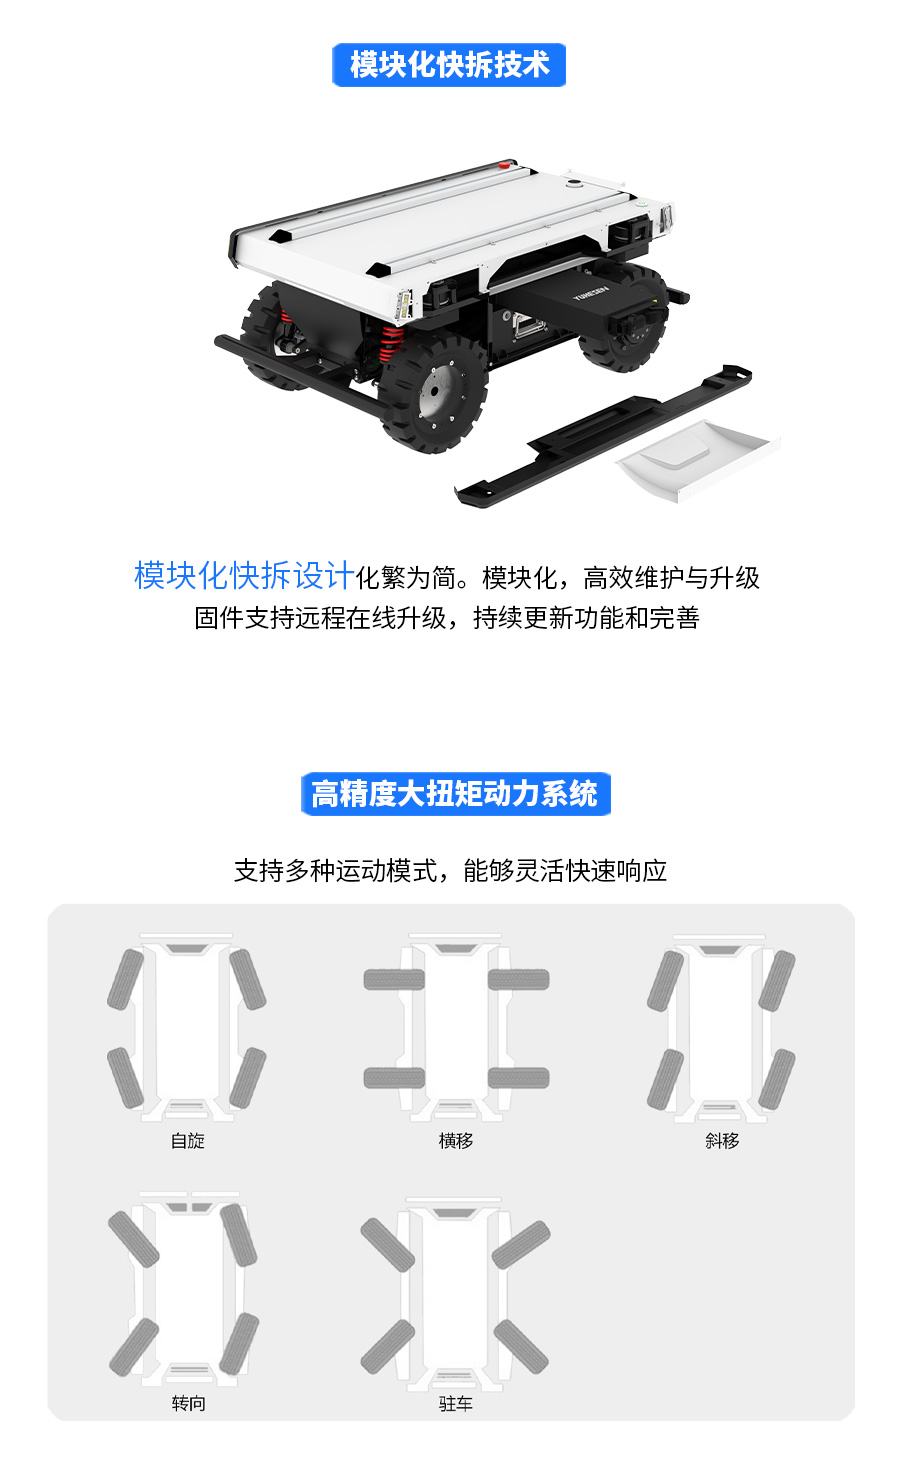 模块化快拆技术
YUHESEN
模块化快拆设计化繁为简。模块化，高效维护与升级
固件支持远程在线升级，持续更新功能和完善
高精度大扭矩动力系统
支持多种运动模式，能够灵活快速响应
自旋
横移
斜移
转向
驻车